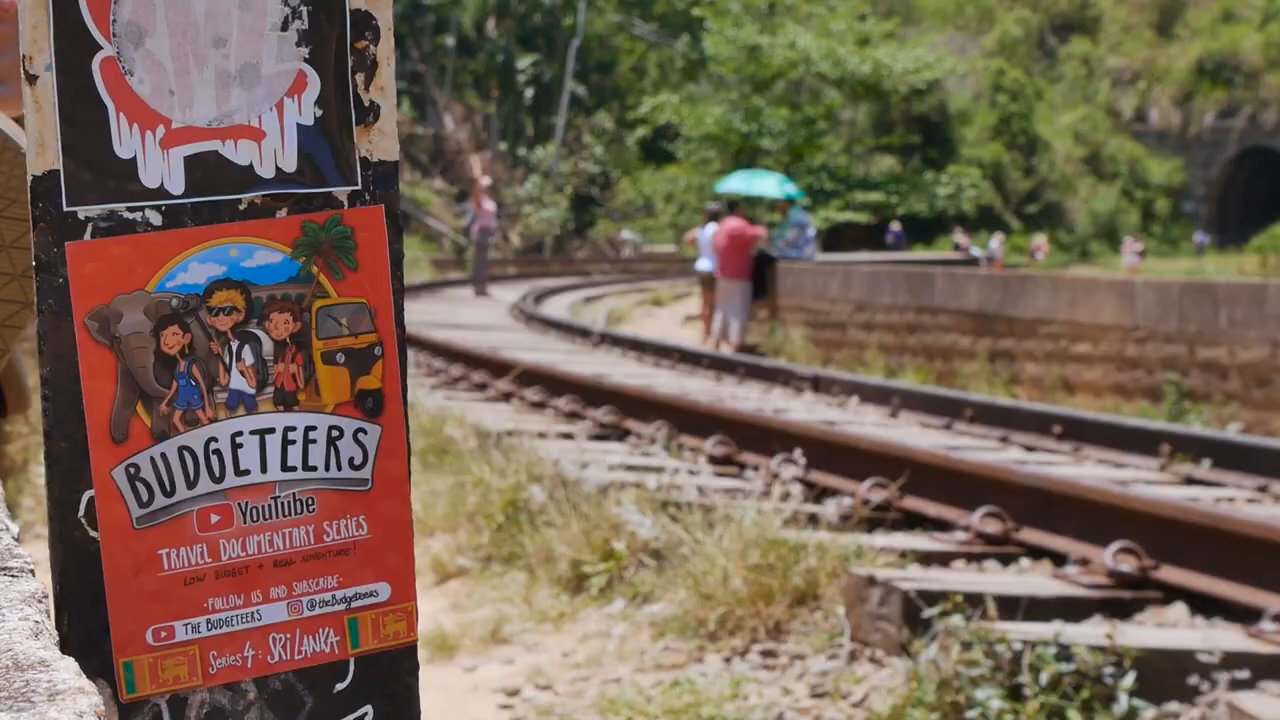 BUDGETEERS
YouTube
TRAVEL DOCUMENTARY SERIES
LOW BUDGET + REAL ADVENTURE!
-FOLLOW US AND SUBSCRIBE-
THE BUDGETEERS @theBudgeteers
Series 4: SRI LANKA